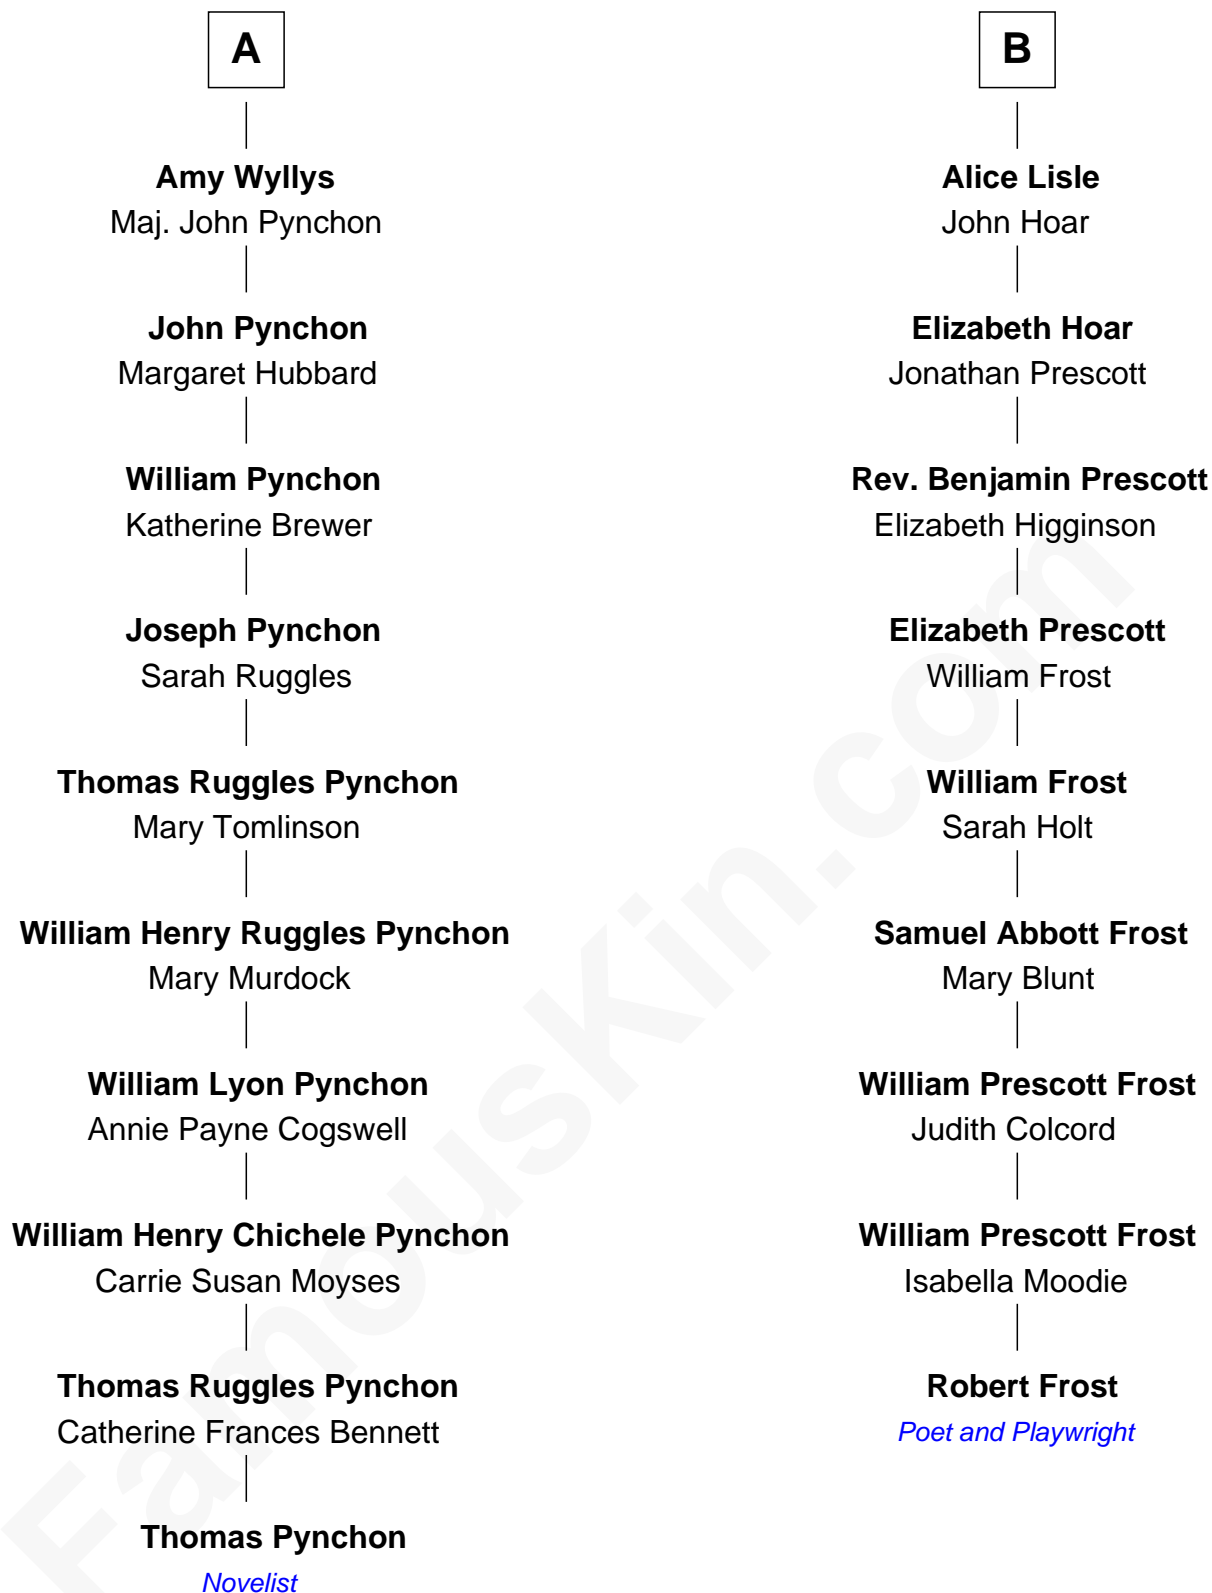 A
Amy Wyllys
Maj. John Pynchon
John Pynchon
Margaret Hubbard
William Pynchon
Katherine Brewer
Joseph Pynchon
Sarah Ruggles
Thomas Ruggles Pynchon
Mary Tomlinson
William Henry Ruggles Pynchon
Mary Murdock
William Lyon Pynchon
Annie Payne Cogswell
William Henry Chichele Pynchon
Carrie Susan Moyses
Thomas Ruggles Pynchon
Catherine Frances Bennett
Thomas Pynchon
Novelist
B
Alice Lisle
John Hoar
Elizabeth Hoar
Jonathan Prescott
Rev. Benjamin Prescott
Elizabeth Higginson
Elizabeth Prescott
William Frost
William Frost
Sarah Holt
Samuel Abbott Frost
Mary Blunt
William Prescott Frost
Judith Colcord
William Prescott Frost
Isabella Moodie
Robert Frost
Poet and Playwright
FamousKin.com